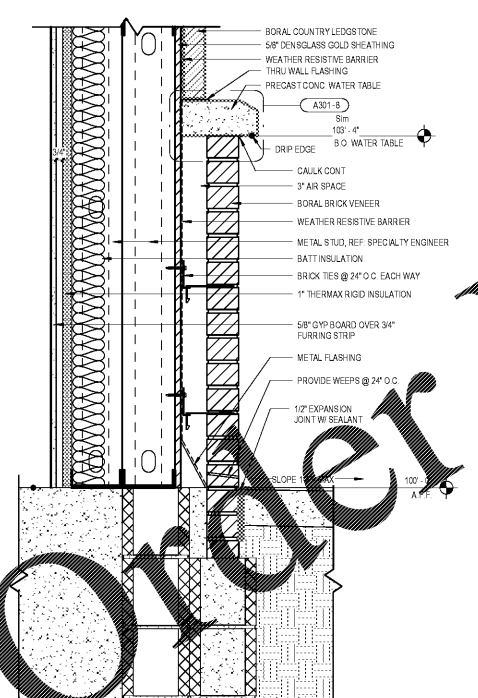 BORAL COUNTRY LEDGSTONE
5/8" DENSGLASS GOLD SHEATHING
WEATHER RESISTIVE BARRIER
THRU WALL FLASHING
PRECAST CONC. WATER TABLE
A301-8
Sim
103' - 4"
B.O. WATER TABLE
DRIP EDGE
3/4"
CAULK CONT
3" AIR SPACE
BORAL BRICK VENEER
WEATHER RESISTIVE BARRIER
METAL STUD, REF: SPECIALTY ENGINEER
BATT INSULATION
BRICK TIES @ 24" O.C. EACH WAY
1" THERMAX RIGID INSULATION
5/8" GYP BOARD OVER 3/4"
FURRING STRIP
METAL FLASHING
PROVIDE WEEPS @ 24" O.C.
1/2" EXPANSION
JOINT W/ SEALANT
SLOPE MAX
100' -
A.F.F.
Order